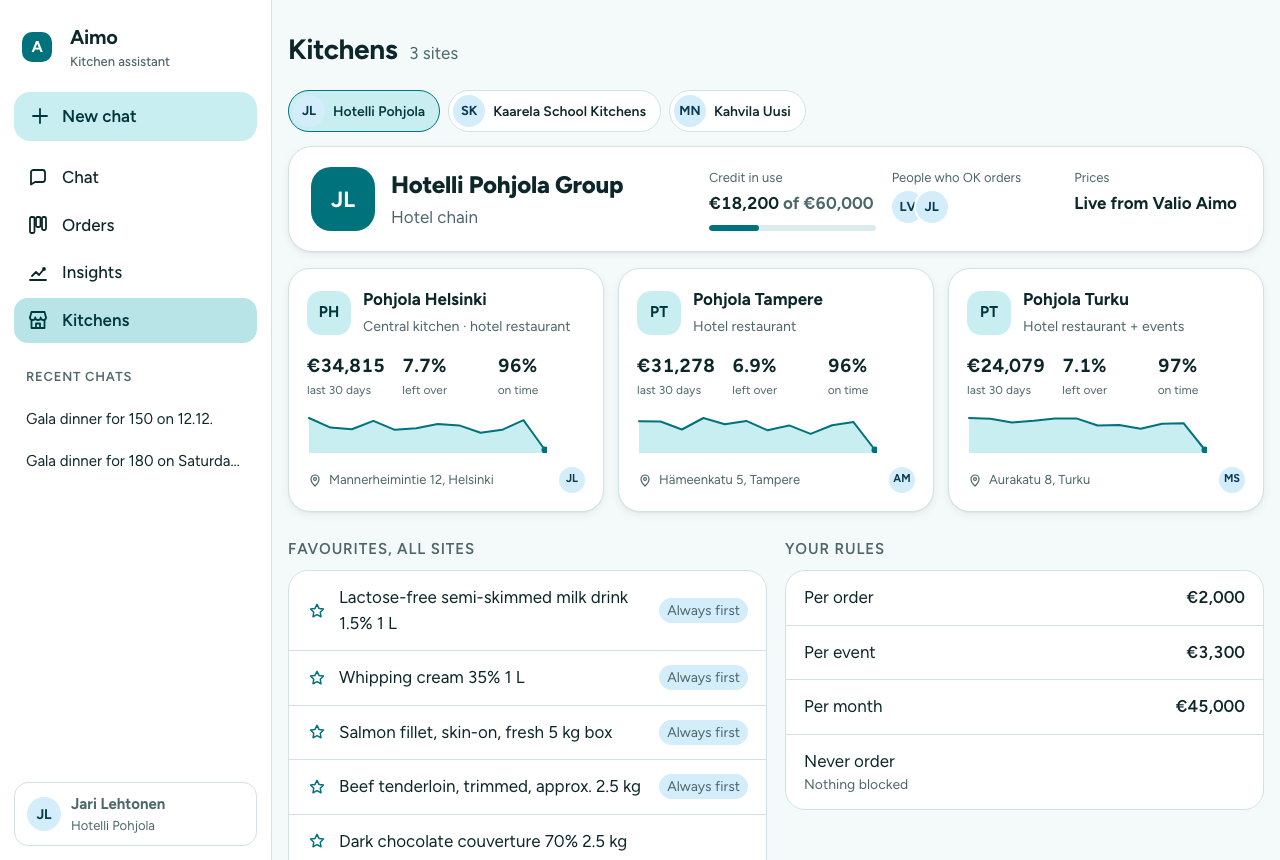 A
Aimo
Kitchen assistant
New chat
Chat
Orders
Insights
Kitchens
RECENT CHATS
Gala dinner for 150 on 12.12.
Gala dinner for 180 on Saturda...
JL
Jari Lehtonen
Hotelli Pohjola
Kitchens 3 sites
JL Hotelli Pohjola
SK Kaarela School Kitchens
MN Kahvila Uusi
JL
Hotelli Pohjola Group
Hotel chain
Credit in use
€18,200 of €60,000
People who OK orders
LV JL
Prices
Live from Valio Aimo
PH
Pohjola Helsinki
Central kitchen · hotel restaurant
€34,815 7.7% 96%
last 30 days left over on time
Mannerheimintie 12, Helsinki JL
PT
Pohjola Tampere
Hotel restaurant
€31,278 6.9% 96%
last 30 days left over on time
Hämeenkatu 5, Tampere AM
PT
Pohjola Turku
Hotel restaurant + events
€24,079 7.1% 97%
last 30 days left over on time
Aurakatu 8, Turku MS
FAVOURITES, ALL SITES
Lactose-free semi-skimmed milk drink
1.5% 1 L
Always first
Whipping cream 35% 1 L Always first
Salmon fillet, skin-on, fresh 5 kg box Always first
Beef tenderloin, trimmed, approx. 2.5 kg Always first
Dark chocolate couverture 70% 2.5 kg
YOUR RULES
Per order €2,000
Per event €3,300
Per month €45,000
Never order
Nothing blocked